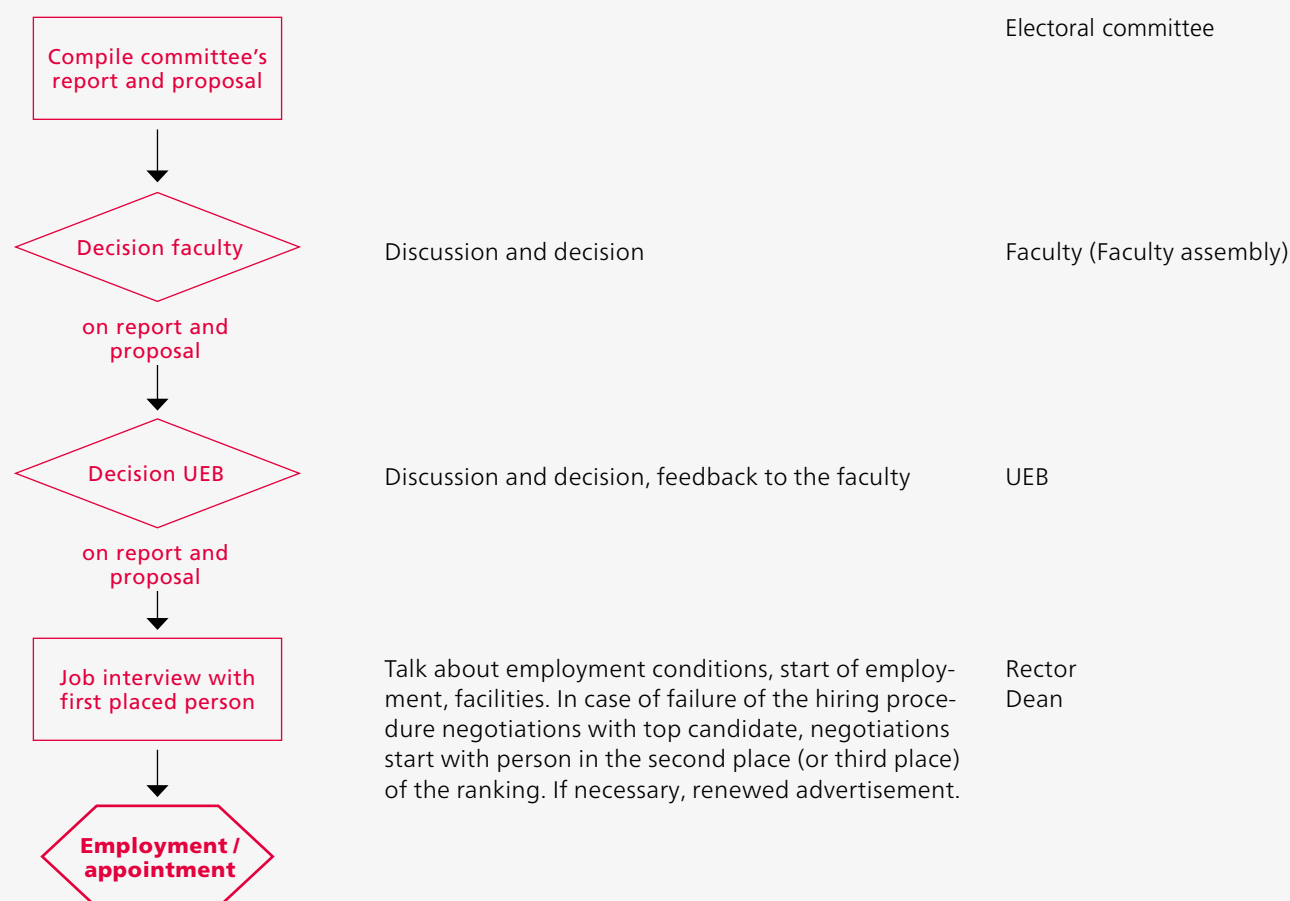 Electoral committee
Compile committee's
report and proposal
Decision faculty
Discussion and decision
Faculty (Faculty assembly)
on report and
proposal
Decision UEB
Discussion and decision, feedback to the faculty
UEB
on report and
proposal
Job interview with
first placed person
Talk about employment conditions, start of employ-
ment, facilities. In case of failure of the hiring proce-
dure negotiations with top candidate, negotiations
start with person in the second place (or third place)
of the ranking. If necessary, renewed advertisement.
Rector
Dean
Employment /
appointment